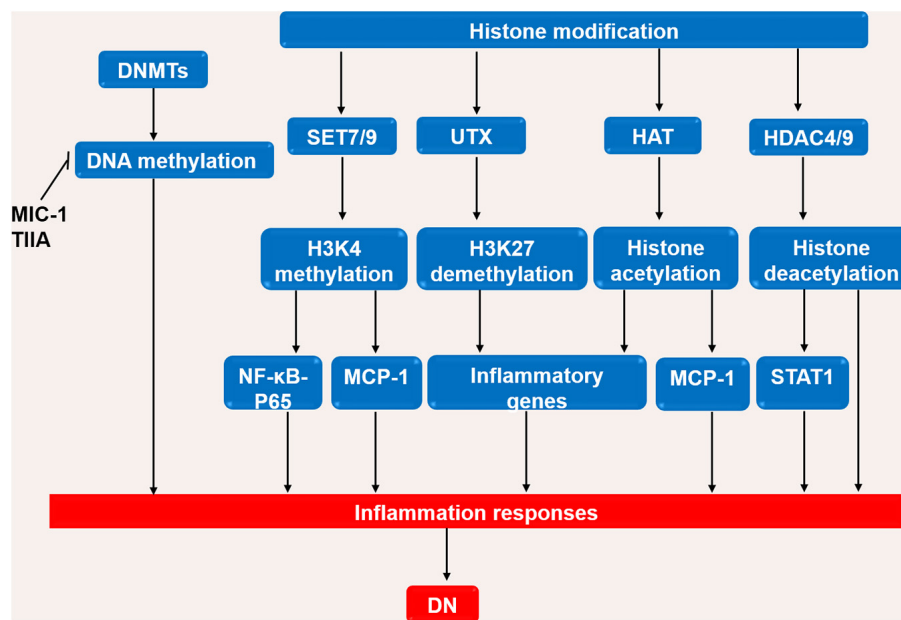 Histone modification
DNMTs
SET7/9
UTX
HAT
HDAC4/9
DNA methylation
MIC-1
TIIA
H3K4
methylation
H3K27
demethylation
Histone
acetylation
Histone
deacetylation
NF-κB-
P65
MCP-1
Inflammatory
genes
MCP-1
STAT1
Inflammation responses
DN